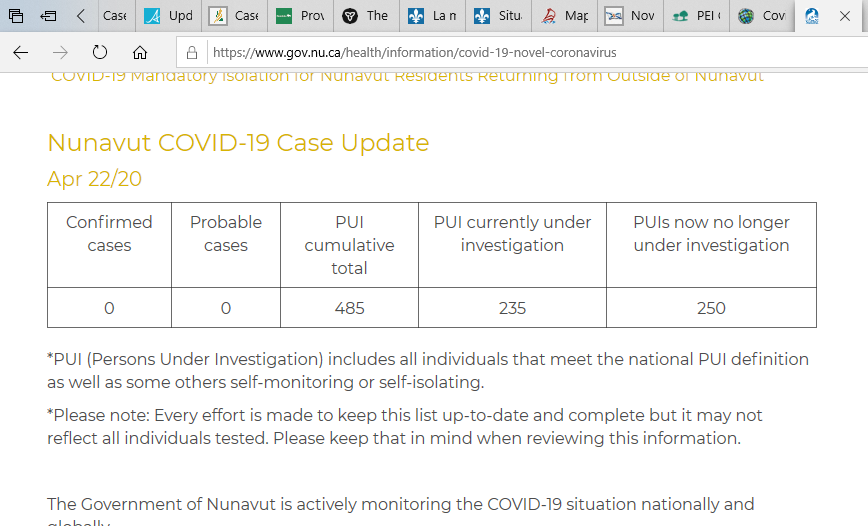 Case
Upd
Case
Prov
The
La n
Situ
Map
Nov
PEI
Cov
https://www.gov.nu.ca/health/information/covid-19-novel-coronavirus
COVID-19 Mandatory Isolation for Nunavut Residents Returning from Outside of Nunavut
Nunavut COVID-19 Case Update
Apr 22/20
Confirmed cases
Probable cases
PUI cumulative total
PUI currently under investigation
PUIs now no longer under investigation
0
0
485
235
250
*PUI (Persons Under Investigation) includes all individuals that meet the national PUI definition
as well as some others self-monitoring or self-isolating.
*Please note: Every effort is made to keep this list up-to-date and complete but it may not
reflect all individuals tested. Please keep that in mind when reviewing this information.
The Government of Nunavut is actively monitoring the COVID-19 situation nationally and
globally